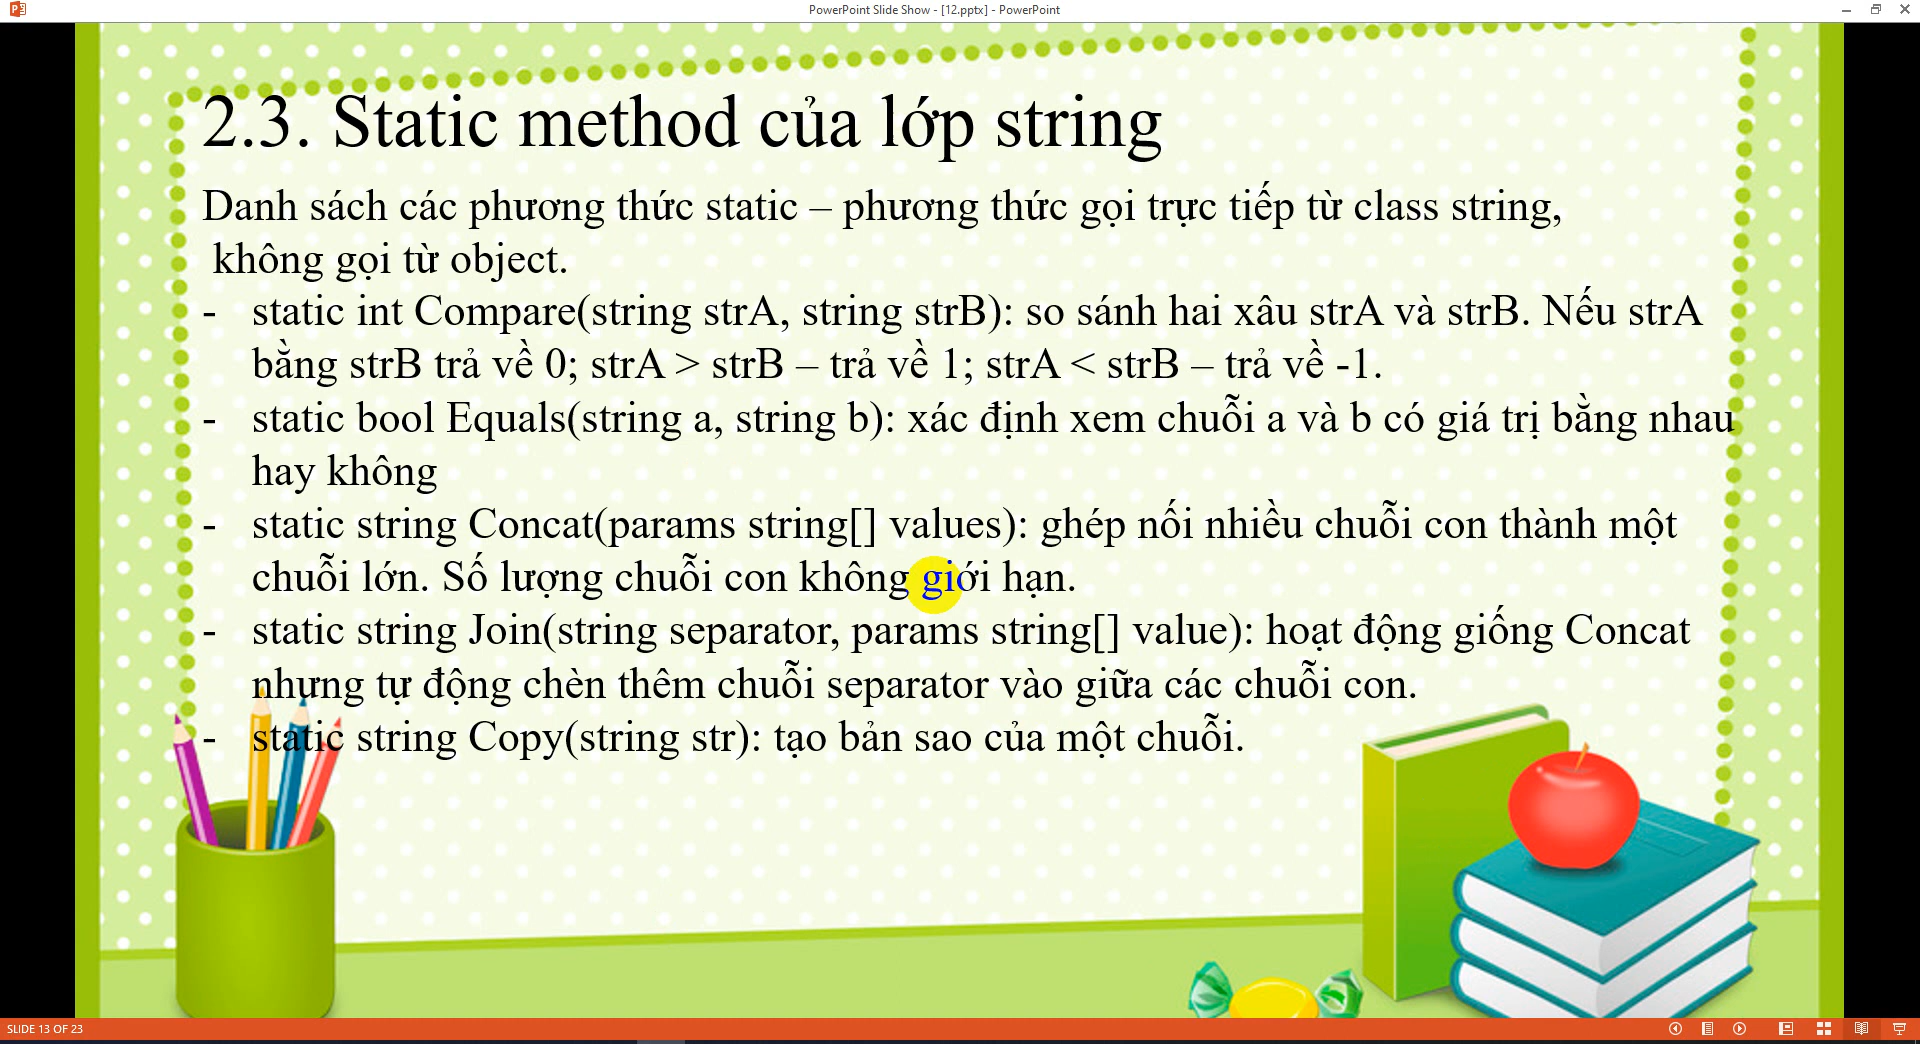 PowerPoint Slide Show - [12.pptx] - PowerPoint
2.3. Static method của lớp string
Danh sách các phương thức static – phương thức gọi trực tiếp từ class string,
không gọi từ object.
- static int Compare(string strA, string strB): so sánh hai xâu strA và strB. Nếu strA
bằng strB trả về 0; strA > strB – trả về 1; strA < strB – trả về -1.
- static bool Equals(string a, string b): xác định xem chuỗi a và b có giá trị bằng nhau
hay không
- static string Concat(params string[] values): ghép nối nhiều chuỗi con thành một
chuỗi lớn. Số lượng chuỗi con không giới hạn.
- static string Join(string separator, params string[] value): hoạt động giống Concat
nhưng tự động chèn thêm chuỗi separator vào giữa các chuỗi con.
- static string Copy(string str): tạo bản sao của một chuỗi.
SLIDE 13 OF 23